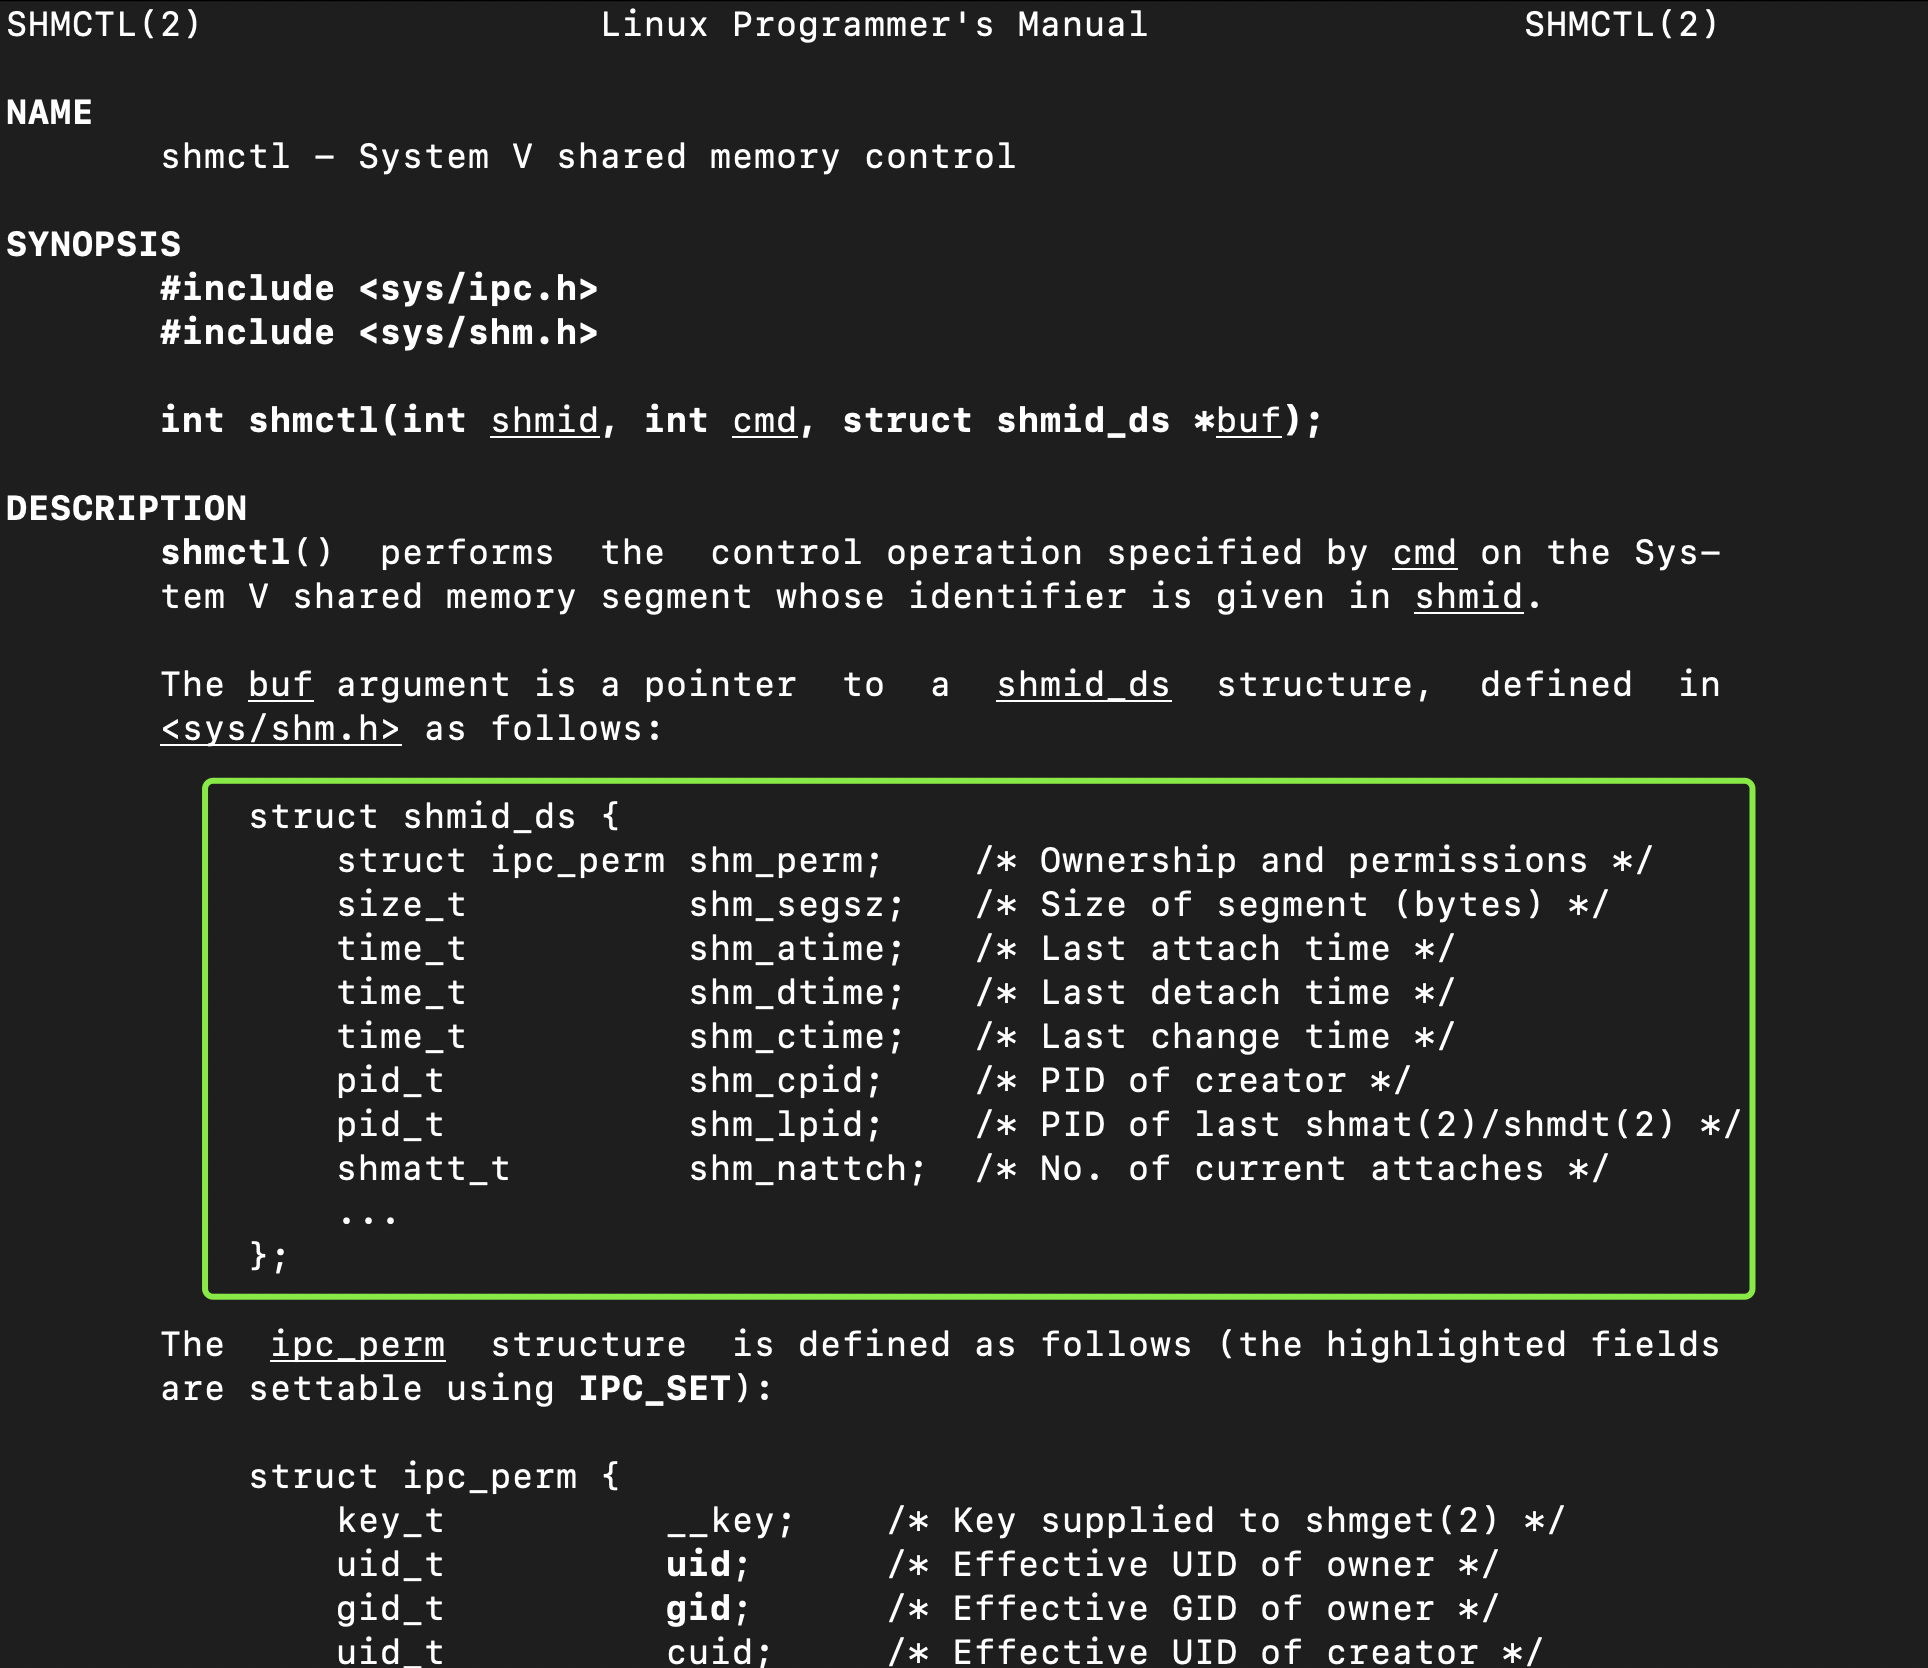 SHMCTL(2)                  Linux Programmer's Manual                 SHMCTL(2)
NAME
       shmctl – System V shared memory control
SYNOPSIS
       #include <sys/ipc.h>
       #include <sys/shm.h>
       int shmctl(int shmid, int cmd, struct shmid_ds *buf);
DESCRIPTION
       shmctl()  performs  the  control operation specified by cmd on the Sys–
       tem V shared memory segment whose identifier is given in shmid.
       The buf argument is a pointer  to  a  shmid_ds  structure,  defined  in
       <sys/shm.h> as follows:
           struct shmid_ds {
               struct ipc_perm shm_perm;    /* Ownership and permissions */
               size_t          shm_segsz;   /* Size of segment (bytes) */
               time_t          shm_atime;   /* Last attach time */
               time_t          shm_dtime;   /* Last detach time */
               time_t          shm_ctime;   /* Last change time */
               pid_t           shm_cpid;    /* PID of creator */
               pid_t           shm_lpid;    /* PID of last shmat(2)/shmdt(2) */
               shmatt_t        shm_nattch;  /* No. of current attaches */
               ...
           };
       The  ipc_perm  structure  is defined as follows (the highlighted fields
       are settable using IPC_SET):
           struct ipc_perm {
               key_t          __key;    /* Key supplied to shmget(2) */
               uid_t          uid;      /* Effective UID of owner */
               gid_t          gid;      /* Effective GID of owner */
               uid_t          cuid;     /* Effective UID of creator */